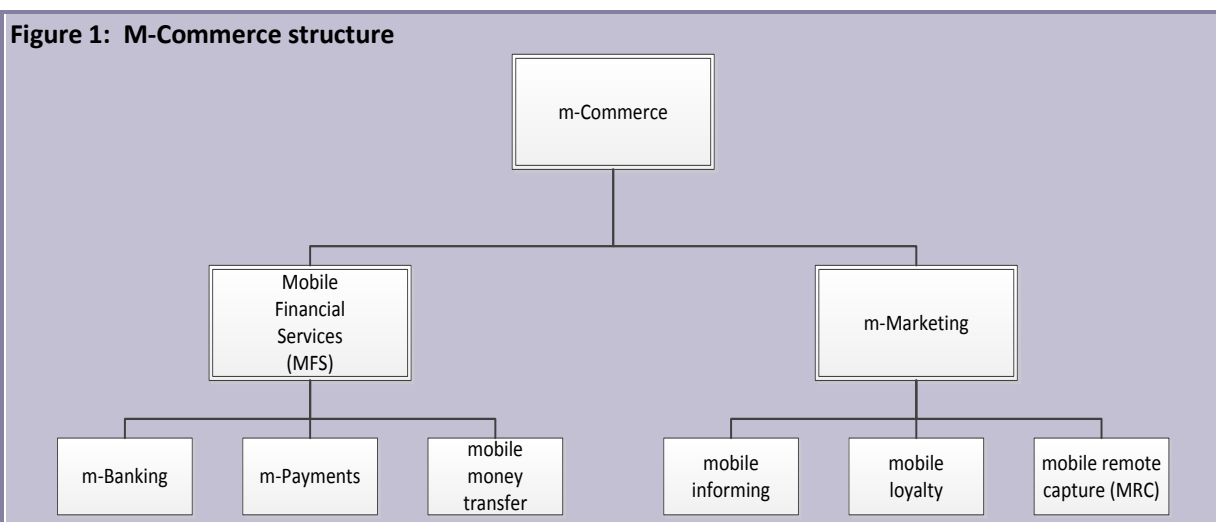 Figure 1:  M-Commerce structure
m-Commerce
Mobile
Financial
Services
(MFS)
m-Marketing
m-Banking
m-Payments
mobile
money
transfer
mobile
informing
mobile
loyalty
mobile remote
capture (MRC)